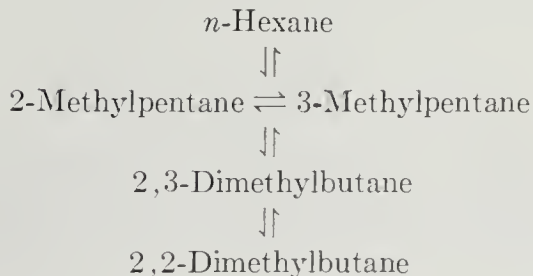 n-Hexane
⇃↾
2-Methylpentane ⇌ 3-Methylpentane
⇃↾
2,3-Dimethylbutane
⇃↾
2,2-Dimethylbutane